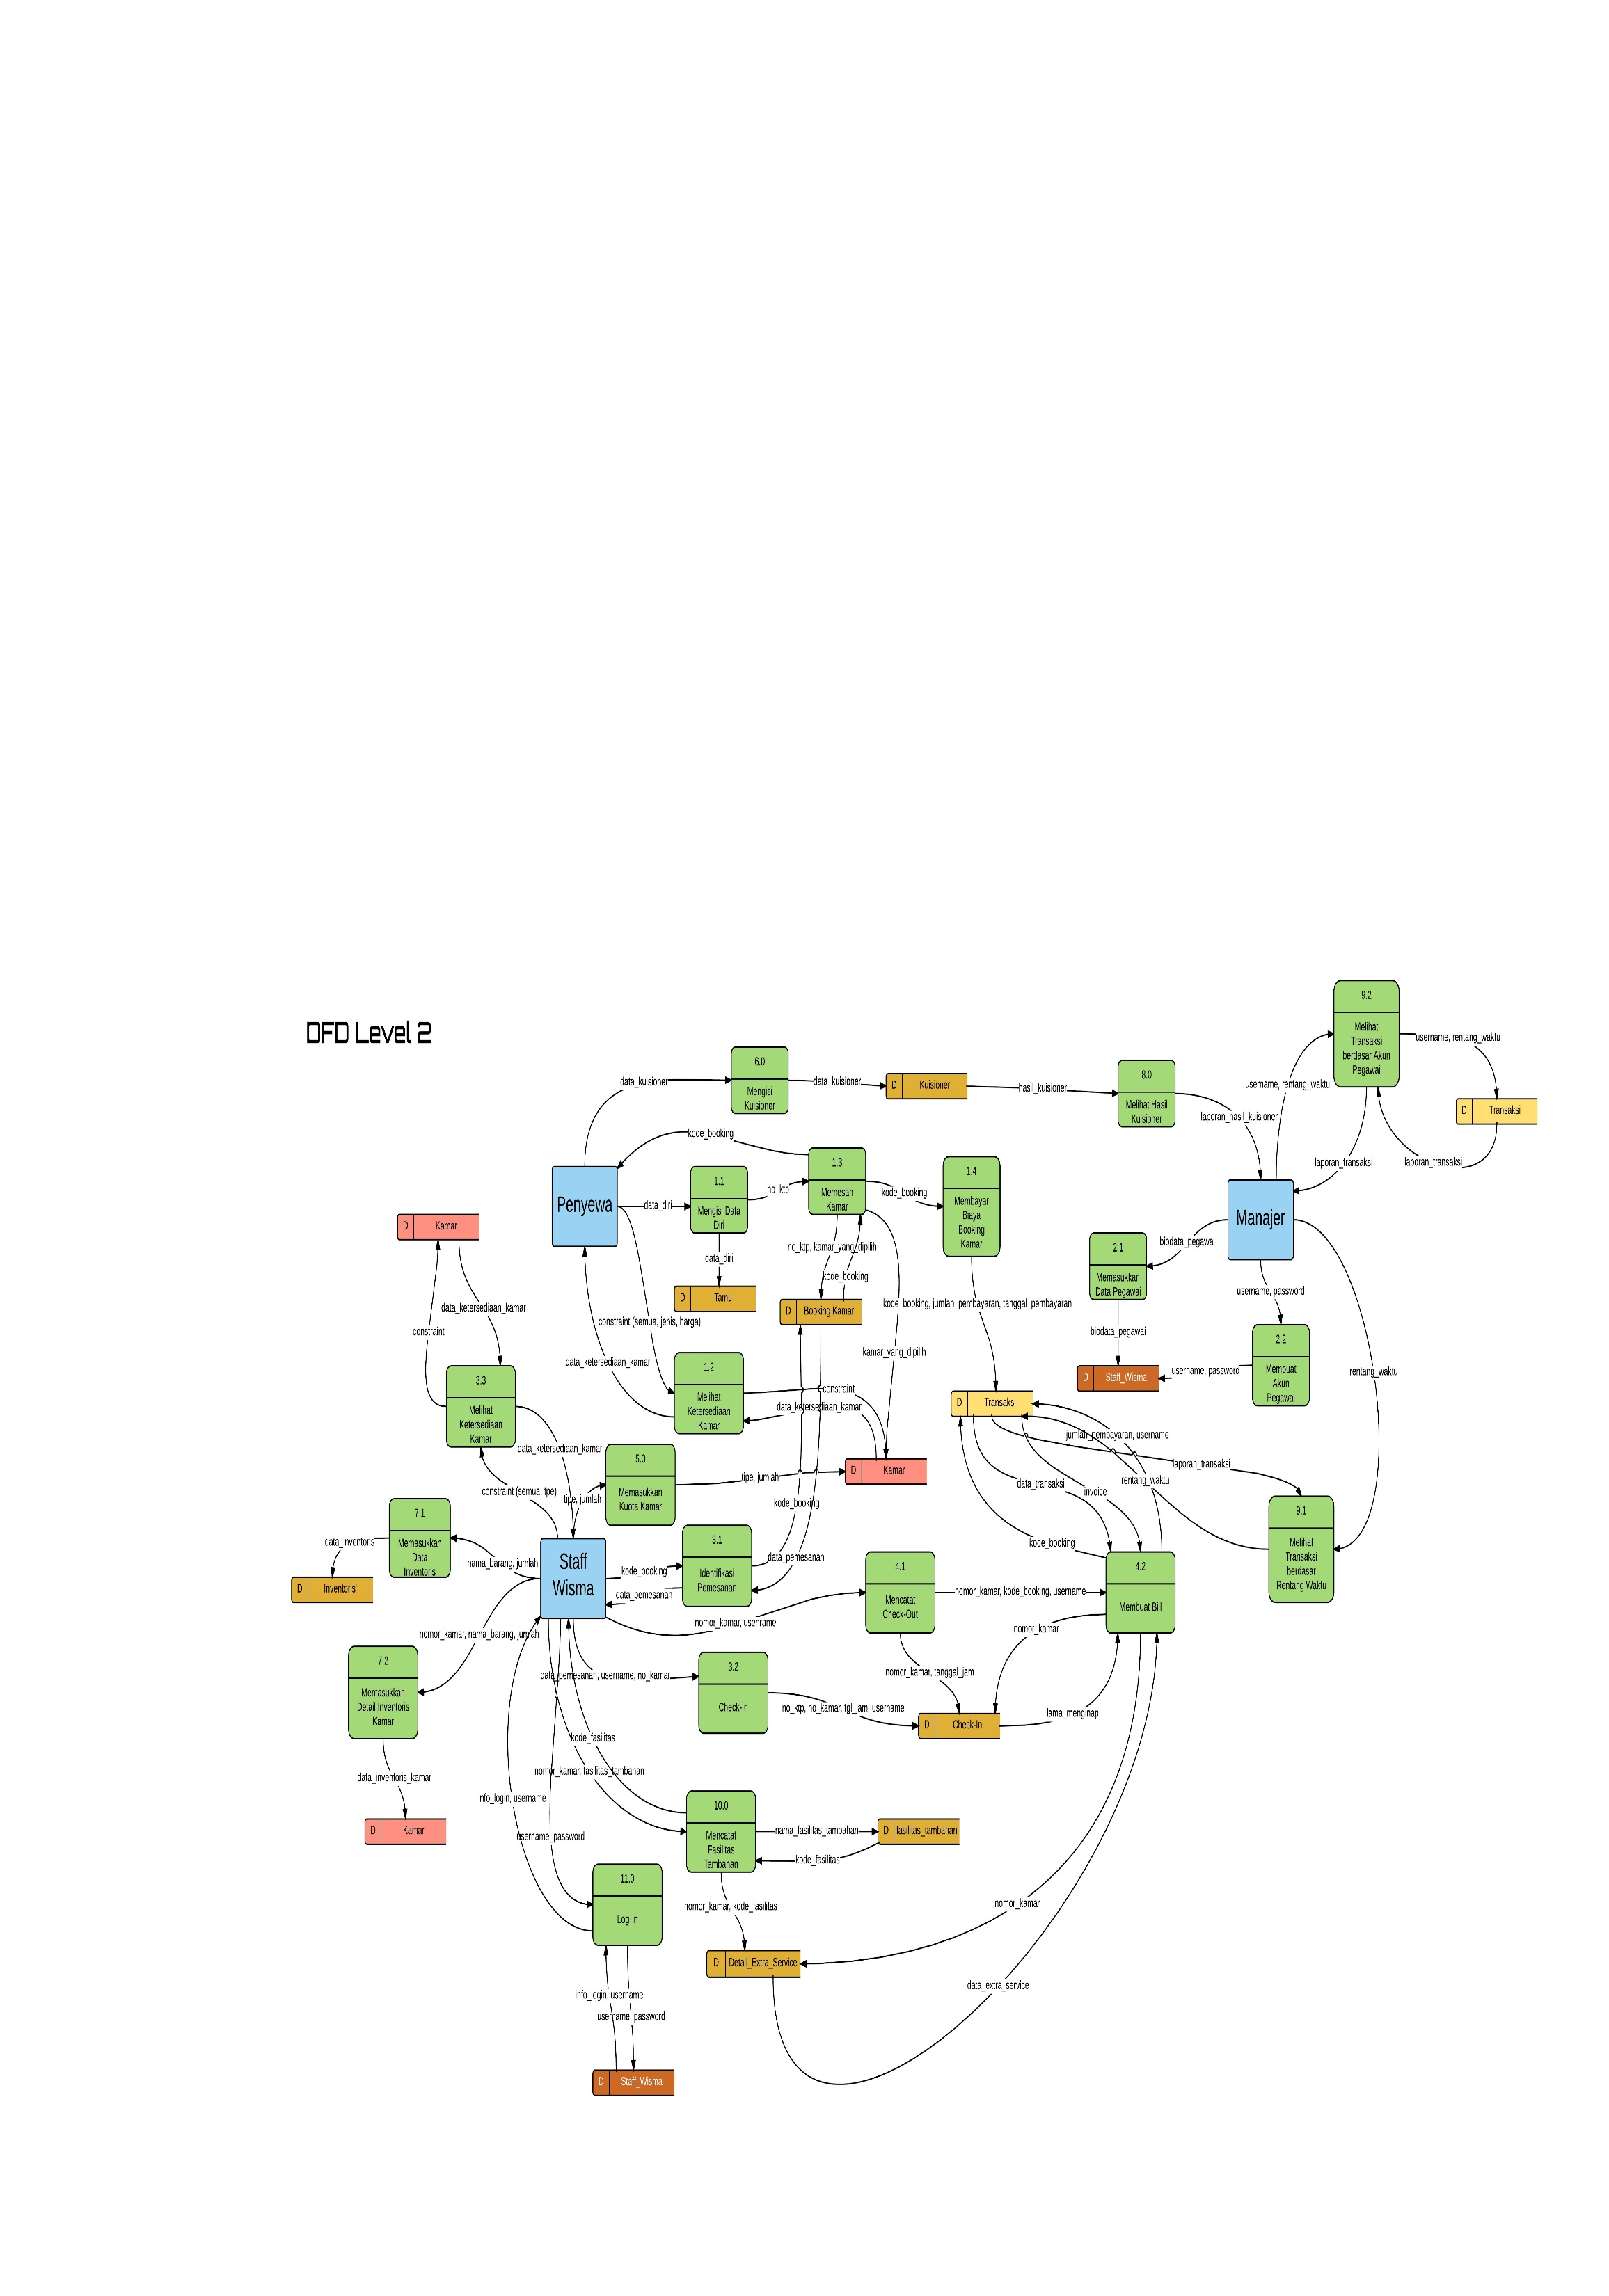 DFD Level 2
9.2
Melihat
Transaksi
berdasar Akun
Pegawai
username, rentang_waktu
6.0
Mengisi
Kuisioner
data_kuisioner
data_kuisioner
D
Kuisioner
hasil_kuisioner
8.0
Melihat Hasil
Kuisioner
laporan_hasil_kuisioner
username, rentang_waktu
D
Transaksi
laporan_transaksi
laporan_transaksi
kode_booking
Penyewa
data_diri
1.1
Mengisi Data
Diri
no_ktp
1.3
Memesan
Kamar
kode_booking
1.4
Membayar
Biaya
Booking
Kamar
Manajer
D
Kamar
data_diri
no_ktp, kamar_yang_dipilih
kode_booking
biodata_pegawai
2.1
Memasukkan
Data Pegawai
username, password
D
Tamu
D
Booking Kamar
data_ketersediaan_kamar
constraint
constraint (semua, jenis, harga)
kode_booking, jumlah_pembayaran, tanggal_pembayaran
biodata_pegawai
2.2
Membuat
Akun
Pegawai
data_ketersediaan_kamar
kamar_yang_dipilih
1.2
Melihat
Ketersediaan
Kamar
constraint
data_ketersediaan_kamar
D
Staff_Wisma
username, password
rentang_waktu
3.3
Melihat
Ketersediaan
Kamar
D
Transaksi
data_ketersediaan_kamar
jumlah_pembayaran, username
5.0
Memasukkan
Kuota Kamar
tipe, jumlah
D
Kamar
laporan_transaksi
data_transaksi
rentang_waktu
invoice
constraint (semua, tpe)
tipe, jumlah
kode_booking
7.1
Memasukkan
Data
Inventoris
data_inventoris
D
Inventoris'
nama_barang, jumlah
Staff
Wisma
kode_booking
data_pemesanan
3.1
Identifikasi
Pemesanan
data_pemesanan
kode_booking
9.1
Melihat
Transaksi
berdasar
Rentang Waktu
4.1
Mencatat
Check-Out
nomor_kamar, kode_booking, username
4.2
Membuat Bill
nomor_kamar, usenrame
nomor_kamar
nomor_kamar, nama_barang, jumlah
7.2
Memasukkan
Detail Inventoris
Kamar
data_pemesanan, username, no_kamar
3.2
Check-In
nomor_kamar, tanggal_jam
no_ktp, no_kamar, tgl_jam, username
D
Check-In
lama_menginap
kode_fasilitas
nomor_kamar, fasilitas_tambahan
data_inventoris_kamar
info_login, username
D
Kamar
10.0
Mencatat
Fasilitas
Tambahan
nama_fasilitas_tambahan
D
fasilitas_tambahan
kode_fasilitas
username_password
11.0
Log-In
nomor_kamar, kode_fasilitas
nomor_kamar
D
Detail_Extra_Service
data_extra_service
info_login, username
username, password
D
Staff_Wisma